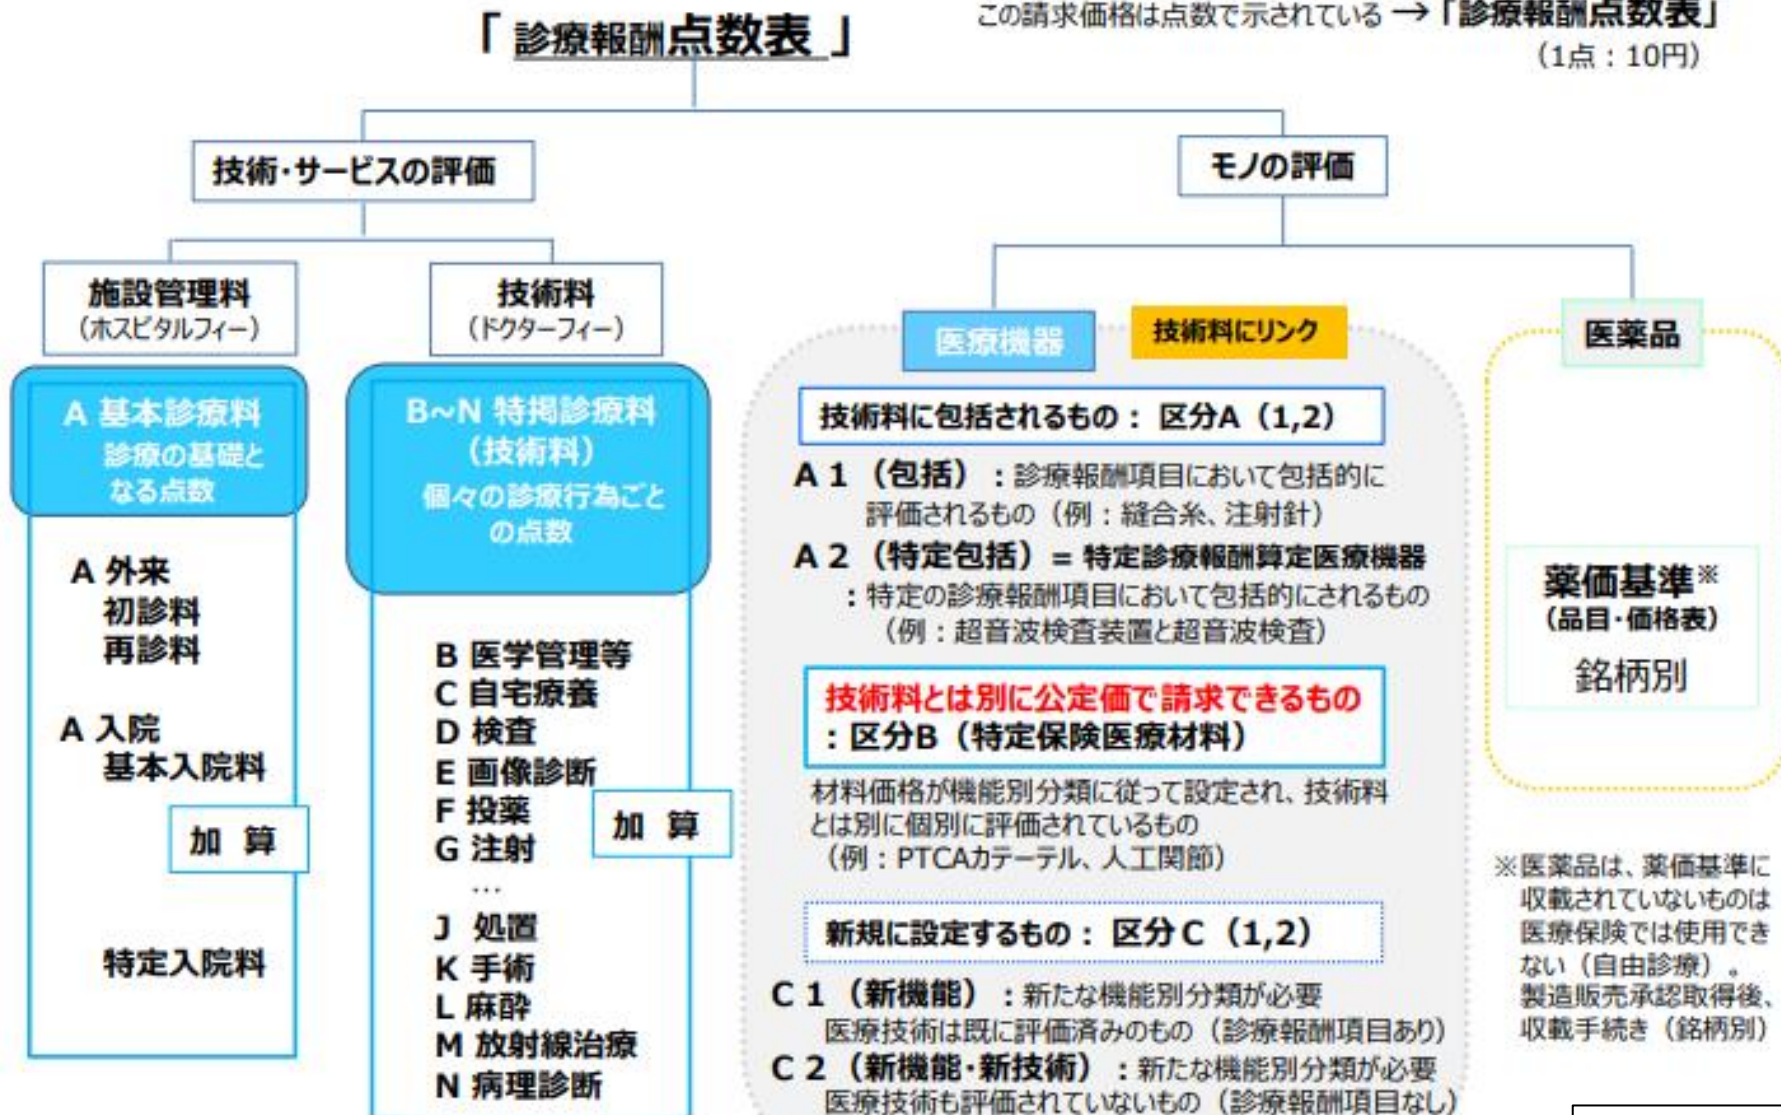 「 診療報酬点数表 」
この請求価格は点数で示されている → 「診療報酬点数表」
（1点：10円）
技術・サービスの評価
モノの評価
施設管理料
（ホスピタルフィー）
技術料
（ドクターフィー）
A 基本診療料
診療の基礎と
なる点数
A 外来
初診料
再診料
A 入院
基本入院料
加 算
特定入院料
B~N 特掲診療料
（技術料）
個々の診療行為ごと
の点数
B 医学管理等
C 自宅療養
D 検査
E 画像診断
F 投薬
G 注射
…
J 処置
K 手術
L 麻酔
M 放射線治療
N 病理診断
加 算
医療機器
技術料にリンク
技術料に包括されるもの： 区分A（1,2）
A 1 （包括）：診療報酬項目において包括的に
評価されるもの（例：縫合糸、注射針）
A 2 （特定包括）= 特定診療報酬算定医療機器
：特定の診療報酬項目において包括的にされるもの
（例：超音波検査装置と超音波検査）
技術料とは別に公定価で請求できるもの
：区分B（特定保険医療材料）
材料価格が機能別分類に従って設定され、技術料
とは別に個別に評価されているもの
（例：PTCAカテーテル、人工関節）
新規に設定するもの： 区分 C （1,2）
C 1 （新機能）：新たな機能別分類が必要
医療技術は既に評価済みのもの（診療報酬項目あり）
C 2 （新機能・新技術）：新たな機能別分類が必要
医療技術も評価されていないもの（診療報酬項目なし）
医薬品
薬価基準※
（品目・価格表）
銘柄別
※医薬品は、薬価基準に
収載されていないものは
医療保険では使用でき
ない（自由診療）。
製造販売承認取得後、
収載手続き（銘柄別）